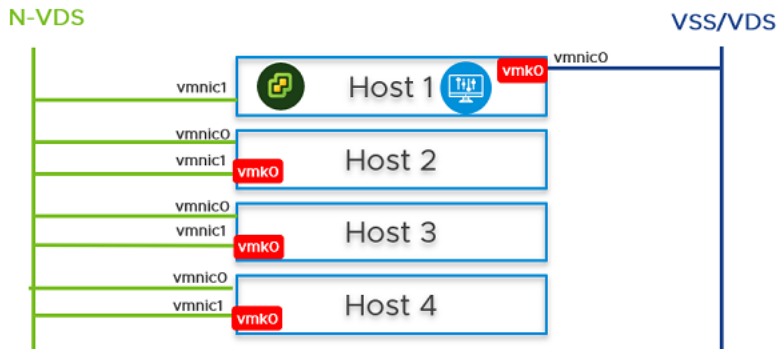 N-VDS
VSS/VDS
vmnic0
vmk0
vmnic1
Host 1
vmnic0
vmnic1
vmk0
Host 2
vmnic0
vmnic1
vmk0
Host 3
vmnic0
vmnic1
vmk0
Host 4